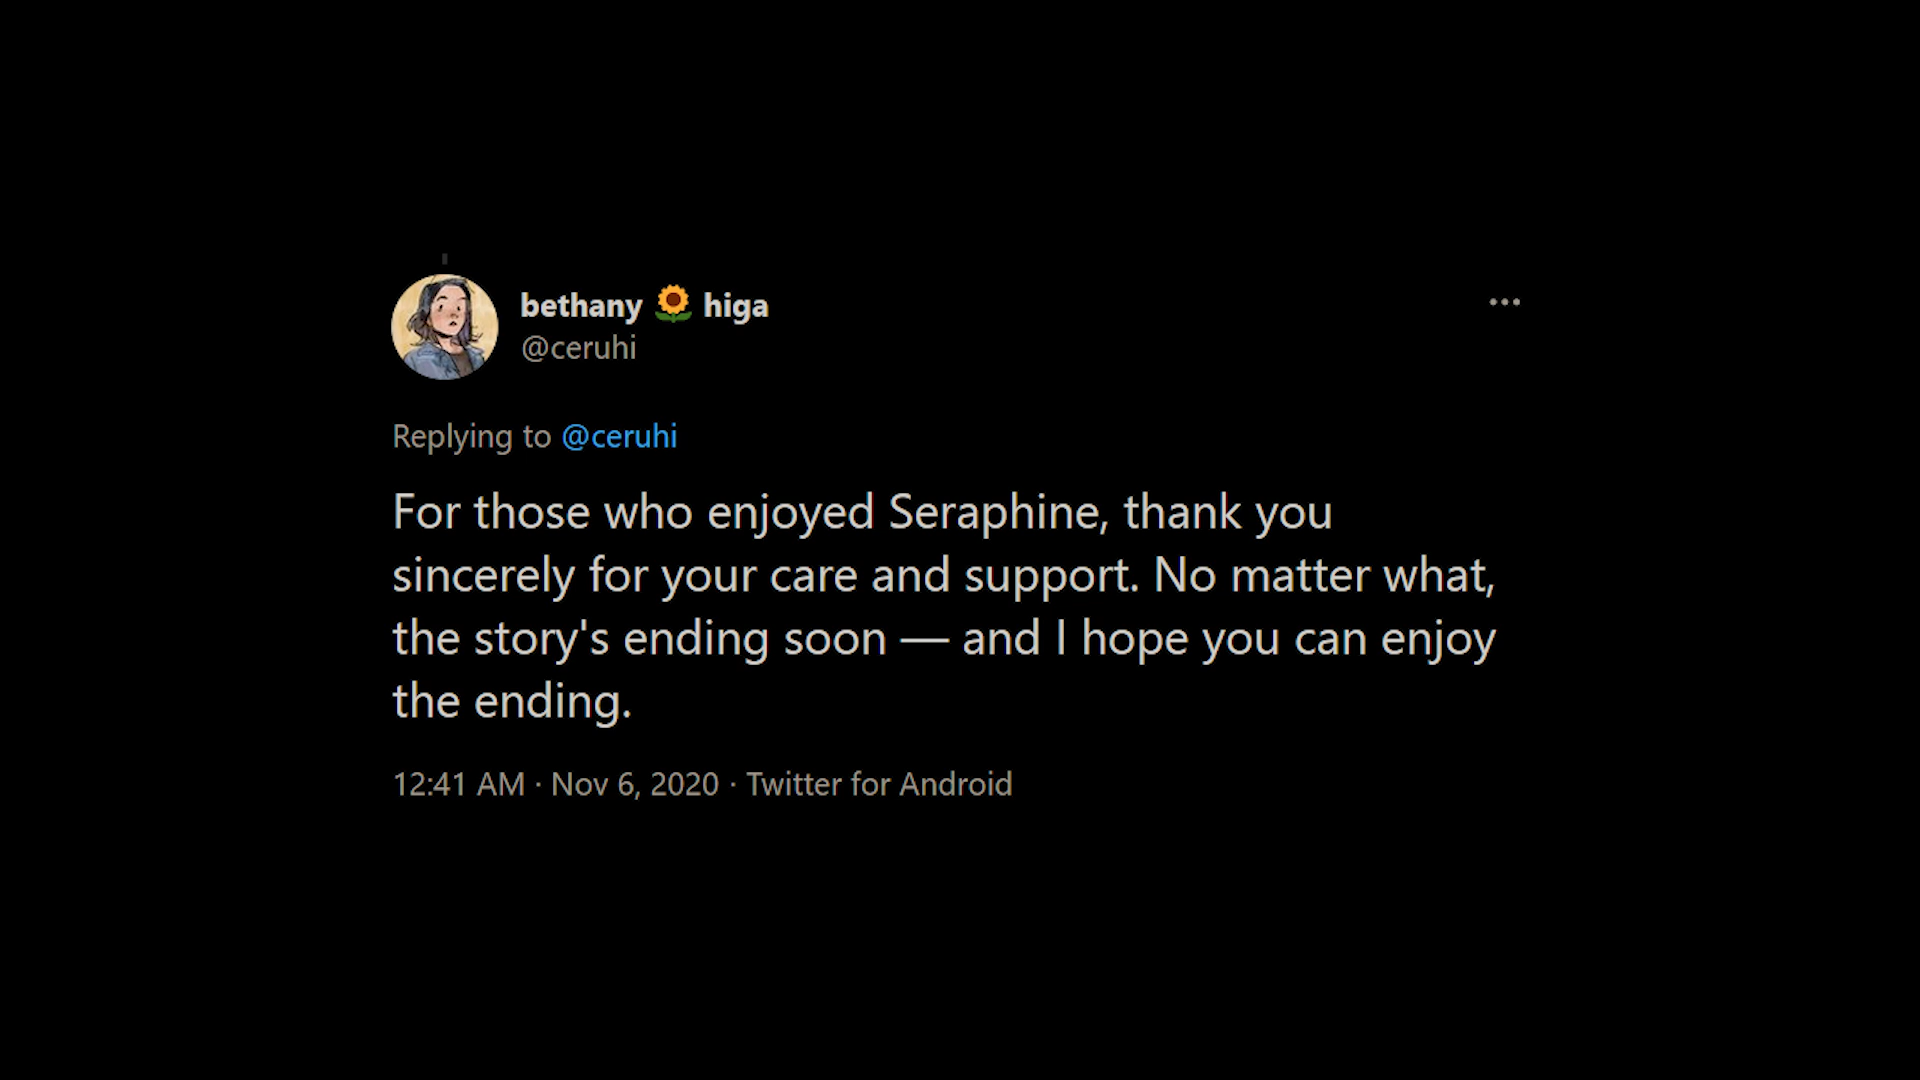 bethany 🌻 higa
@ceruhi
Replying to @ceruhi
For those who enjoyed Seraphine, thank you
sincerely for your care and support. No matter what,
the story's ending soon — and I hope you can enjoy
the ending.
12:41 AM · Nov 6, 2020 · Twitter for Android